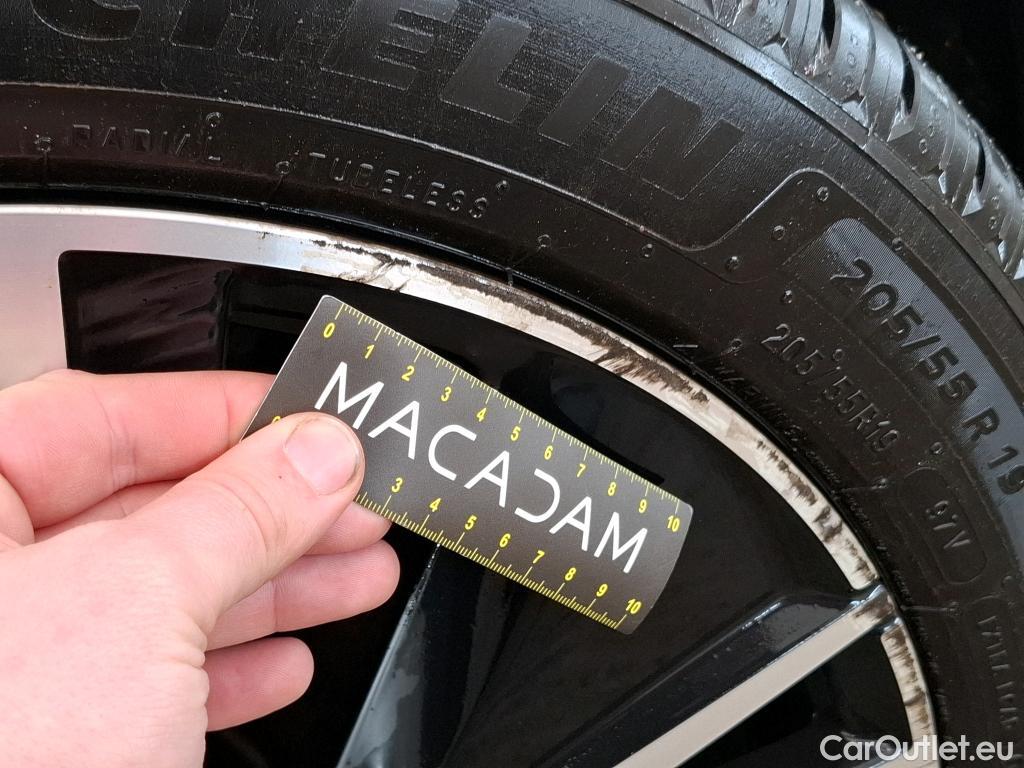 CHELIN
RADIAL
TUBELESS
205/55 R 19
205/55R19
97V
0 1 2 3 4 5 6 7 8 9 10
MACADAM
3 4 5 6 7 8 9 10
CarOutlet.eu